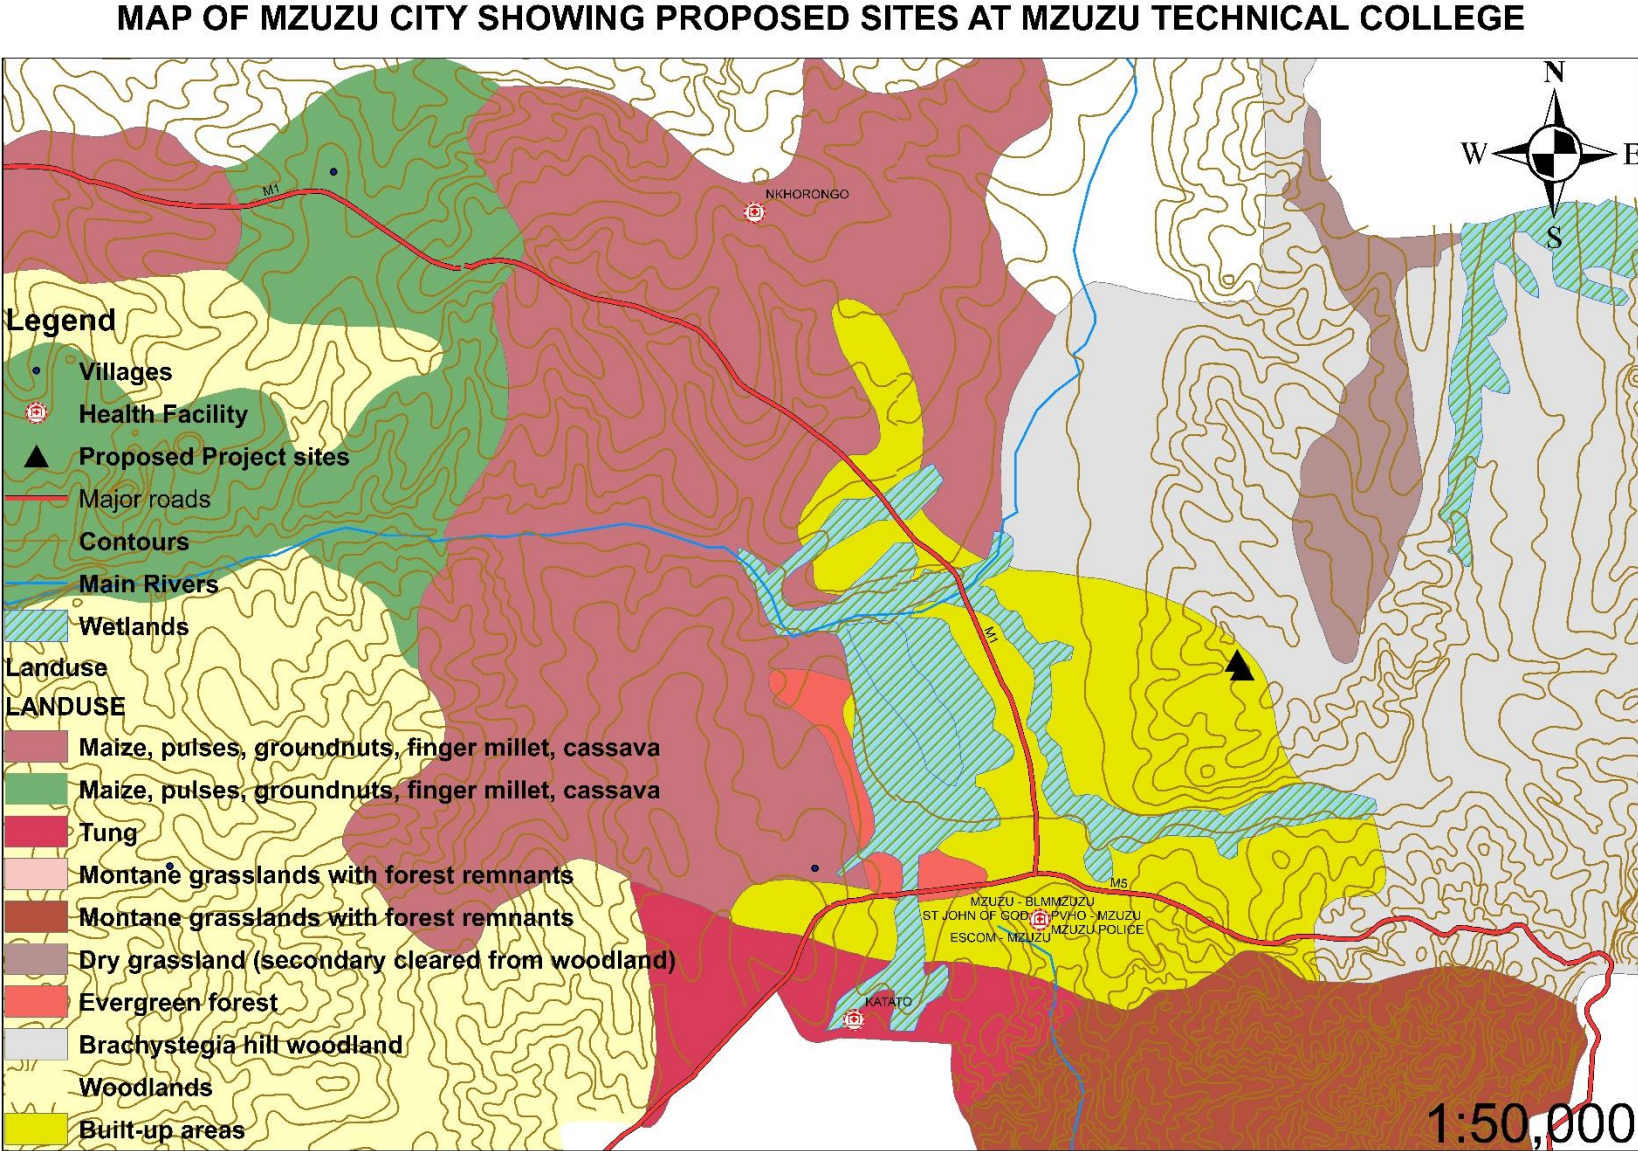 MAP OF MZUZU CITY SHOWING PROPOSED SITES AT MZUZU TECHNICAL COLLEGE
N
W
E
S
M1
NKHORONGO
Legend
Villages
Health Facility
Proposed Project sites
Major roads
Contours
Main Rivers
Wetlands
M1
Landuse
LANDUSE
Maize, pulses, groundnuts, finger millet, cassava
Maize, pulses, groundnuts, finger millet, cassava
Tung
Montane grasslands with forest remnants
Montane grasslands with forest remnants
Dry grassland (secondary cleared from woodland)
Evergreen forest
Brachystegia hill woodland
Woodlands
Built-up areas
M5
MZUZU - BLMMZUZU
ST JOHN OF GOD PVHO - MZUZU
MZUZU POLICE
ESCOM - MZUZU
KATATO
1:50,000